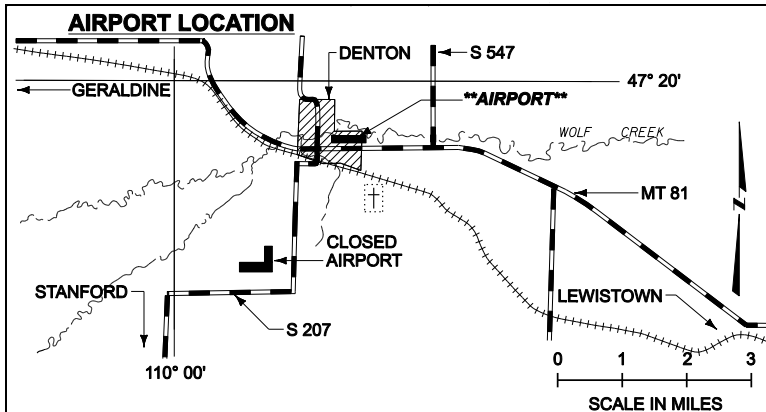 AIRPORT LOCATION
DENTON
S 547
GERALDINE
47° 20'
**AIRPORT**
WOLF CREEK
MT 81
N
CLOSED
AIRPORT
STANFORD
LEWISTOWN
S 207
110° 00'
0 1 2 3
SCALE IN MILES